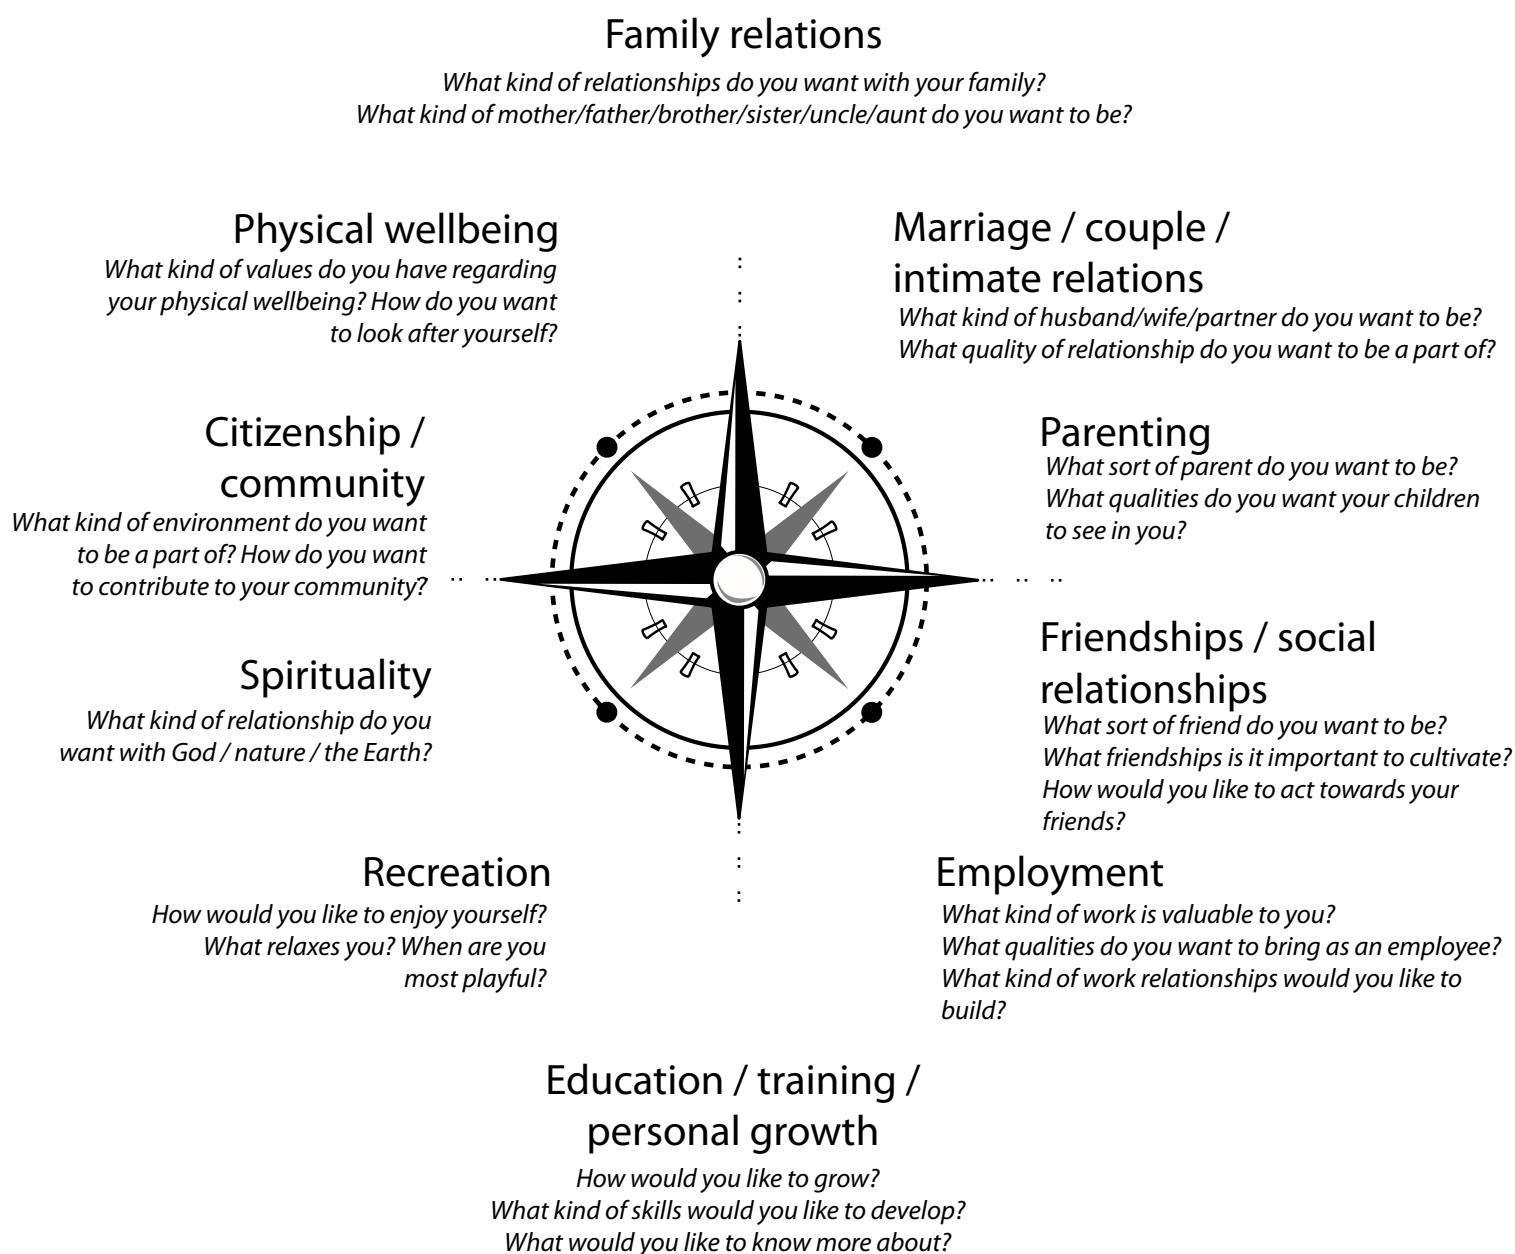 Family relations
What kind of relationships do you want with your family?
What kind of mother/father/brother/sister/uncle/aunt do you want to be?
Physical wellbeing
What kind of values do you have regarding
your physical wellbeing? How do you want
to look after yourself?
Marriage / couple /
intimate relations
What kind of husband/wife/partner do you want to be?
What quality of relationship do you want to be a part of?
Citizenship /
community
What kind of environment do you want
to be a part of? How do you want
to contribute to your community?
Parenting
What sort of parent do you want to be?
What qualities do you want your children
to see in you?
Spirituality
What kind of relationship do you
want with God / nature / the Earth?
Friendships / social
relationships
What sort of friend do you want to be?
What friendships is it important to cultivate?
How would you like to act towards your
friends?
Recreation
How would you like to enjoy yourself?
What relaxes you? When are you
most playful?
Employment
What kind of work is valuable to you?
What qualities do you want to bring as an employee?
What kind of work relationships would you like to
build?
Education / training /
personal growth
How would you like to grow?
What kind of skills would you like to develop?
What would you like to know more about?